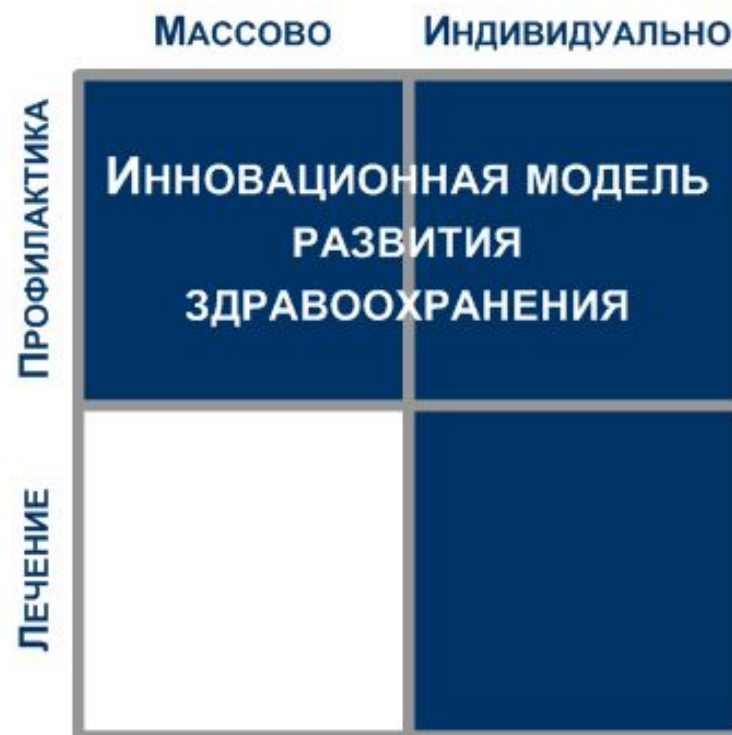 Массово Индивидуально
Профилактика
Инновационная модель
развития
здравоохранения
Лечение